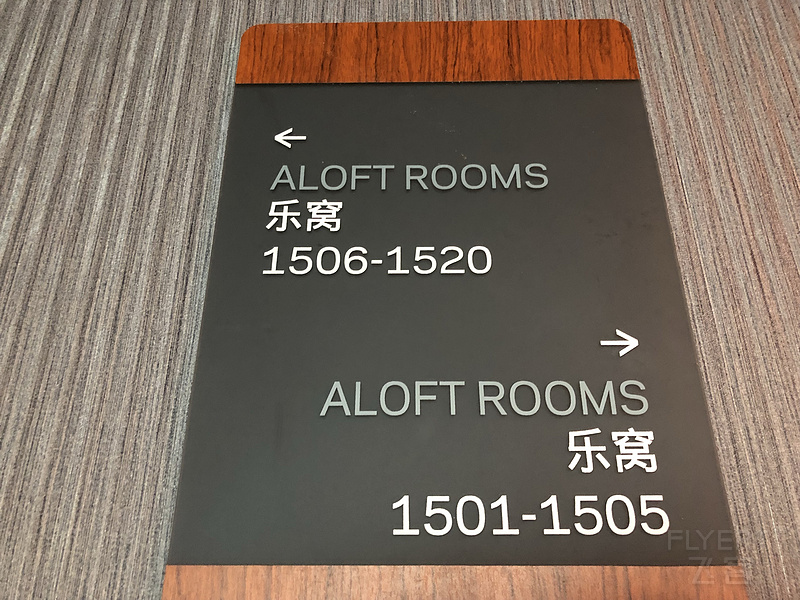 ←
ALOFT ROOMS
乐窝
1506-1520
→
ALOFT ROOMS
乐窝
1501-1505